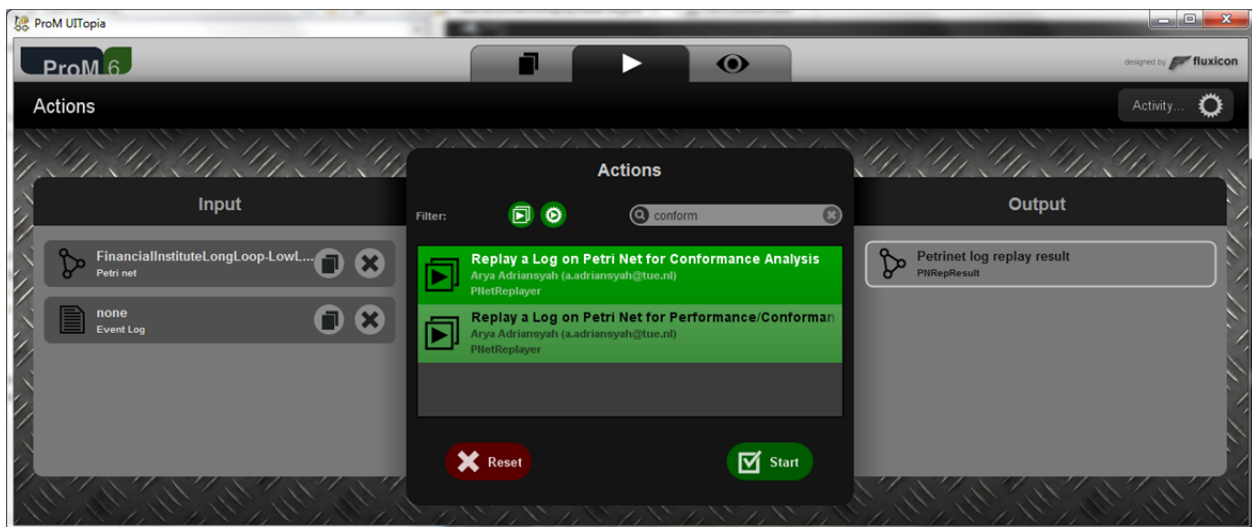 ProM UITopia
ProM 6
designed by fluxicon
Actions
Activity...
Input
FinancialInstituteLongLoop-LowL...
Petri net
none
Event Log
Actions
Filter:
conform
Replay a Log on Petri Net for Conformance Analysis
Arya Adriansyah (a.adriansyah@tue.nl)
PNetReplayer
Replay a Log on Petri Net for Performance/Conforman
Arya Adriansyah (a.adriansyah@tue.nl)
PNetReplayer
Reset
Start
Output
Petrinet log replay result
PNRepResult